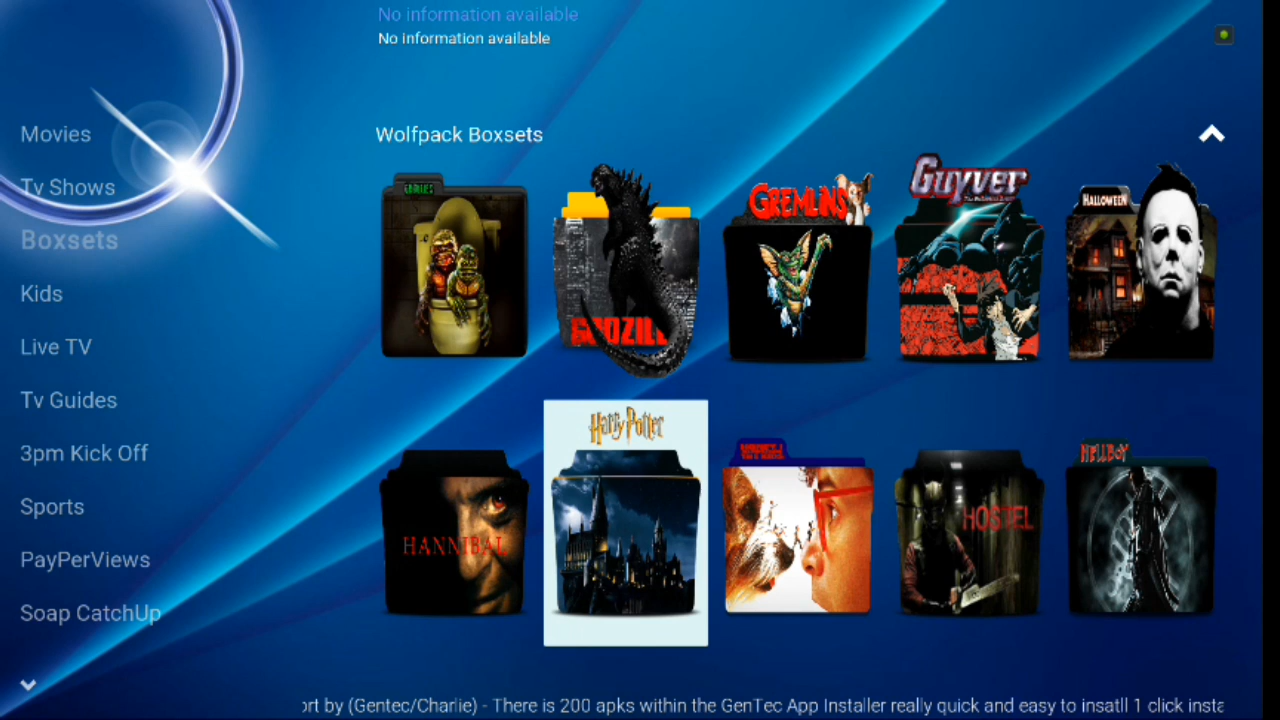 No information available
No information available
Movies
Tv Shows
Boxsets
Kids
Live TV
Tv Guides
3pm Kick Off
Sports
PayPerViews
Soap CatchUp
Wolfpack Boxsets
GHOULIES
GODZILL
GREMLINS
Guyver
HALLOWEEN
HANNIBAL
Harry Potter
HOSTEL
HELLBOY
ort by (Gentec/Charlie) - There is 200 apks within the GenTec App Installer really quick and easy to insatll 1 click insta